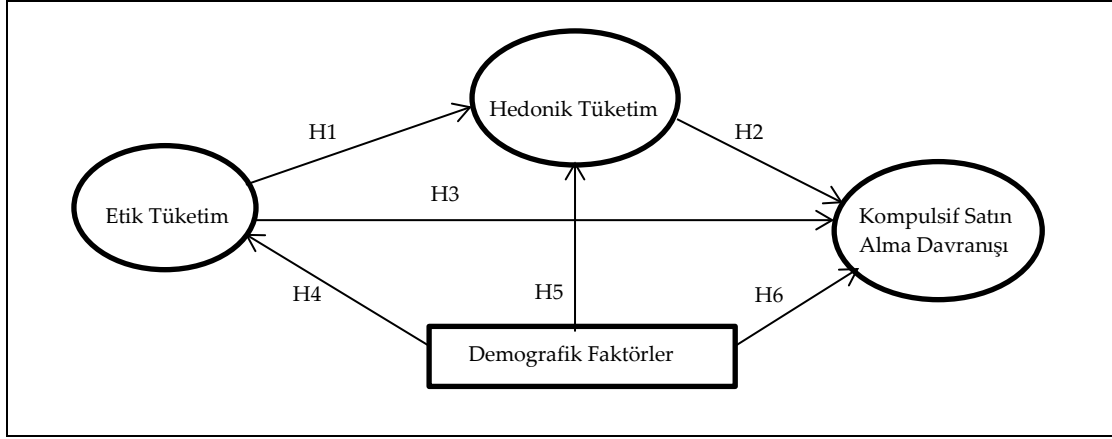 Hedonik Tüketim
H1
H2
Etik Tüketim
H3
Kompulsif Satın
Alma Davranışı
H4
H5
H6
Demografik Faktörler